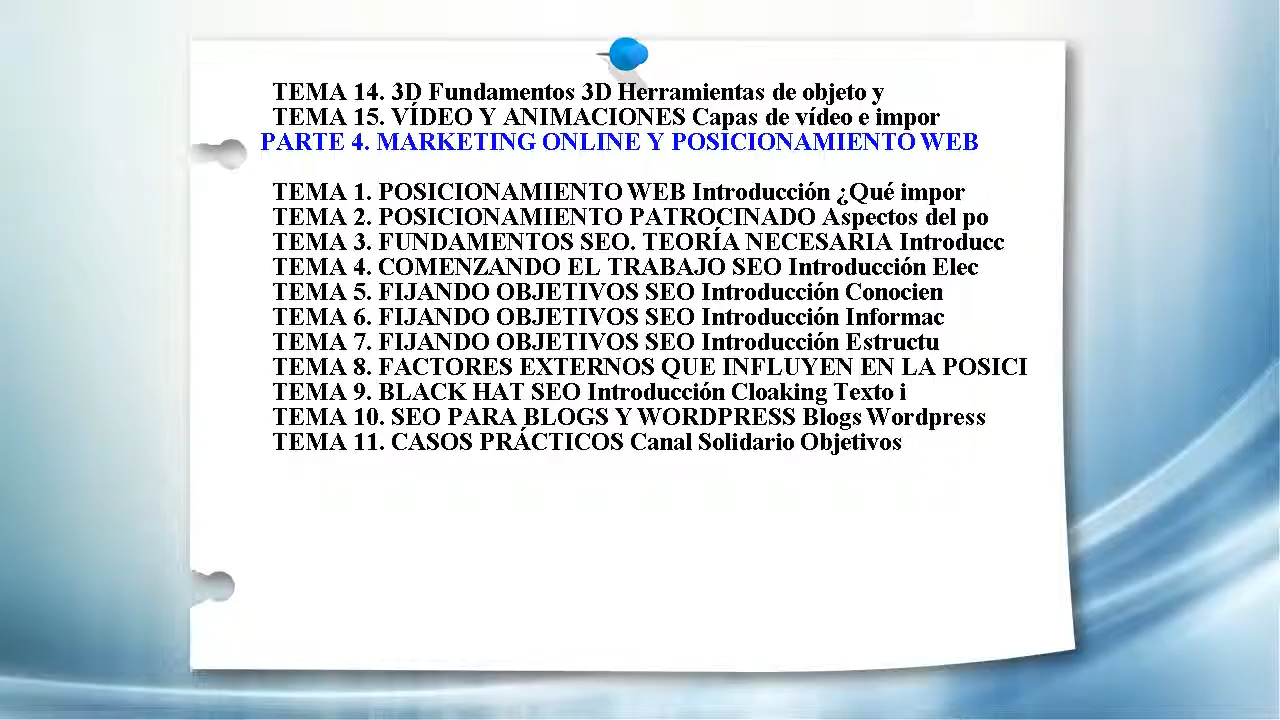 TEMA 14. 3D Fundamentos 3D Herramientas de objeto y
TEMA 15. VÍDEO Y ANIMACIONES Capas de vídeo e impor
PARTE 4. MARKETING ONLINE Y POSICIONAMIENTO WEB
TEMA 1. POSICIONAMIENTO WEB Introducción ¿Qué impor
TEMA 2. POSICIONAMIENTO PATROCINADO Aspectos del po
TEMA 3. FUNDAMENTOS SEO. TEORÍA NECESARIA Introducc
TEMA 4. COMENZANDO EL TRABAJO SEO Introducción Elec
TEMA 5. FIJANDO OBJETIVOS SEO Introducción Conocien
TEMA 6. FIJANDO OBJETIVOS SEO Introducción Informac
TEMA 7. FIJANDO OBJETIVOS SEO Introducción Estructu
TEMA 8. FACTORES EXTERNOS QUE INFLUYEN EN LA POSICI
TEMA 9. BLACK HAT SEO Introducción Cloaking Texto i
TEMA 10. SEO PARA BLOGS Y WORDPRESS Blogs Wordpress
TEMA 11. CASOS PRÁCTICOS Canal Solidario Objetivos